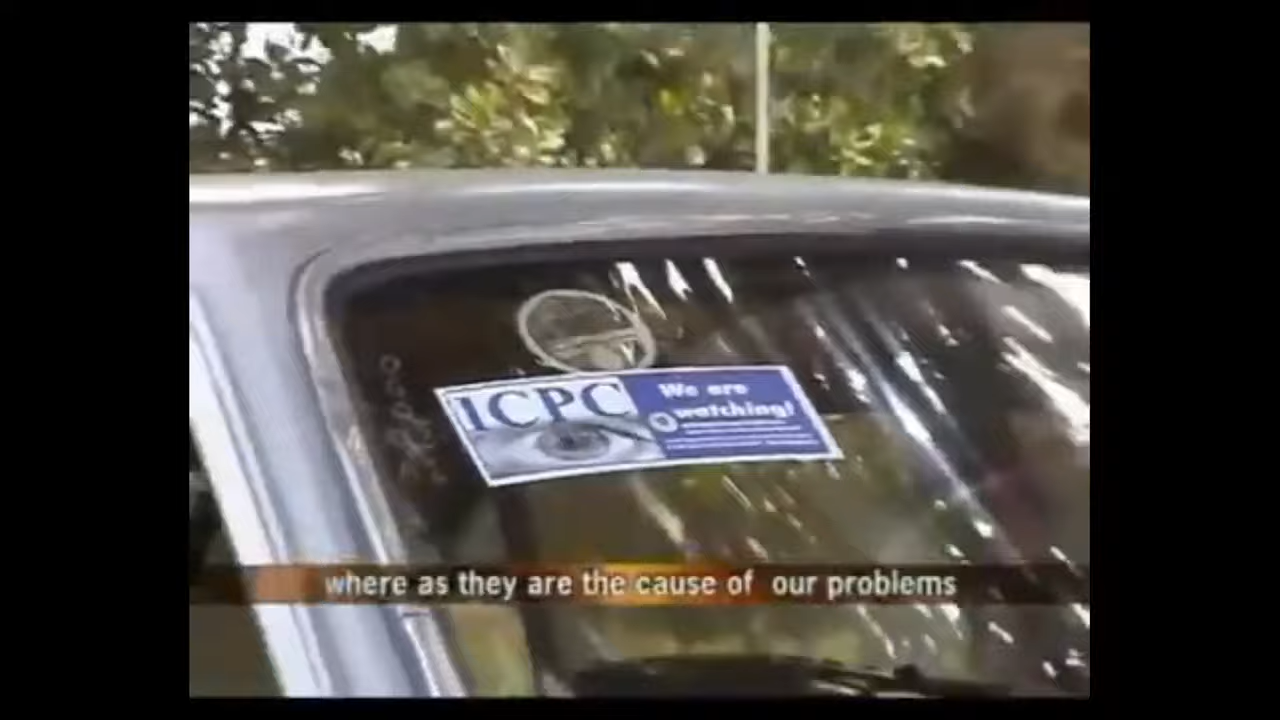 ICPC
We are
watching!
where as they are the cause of our problems